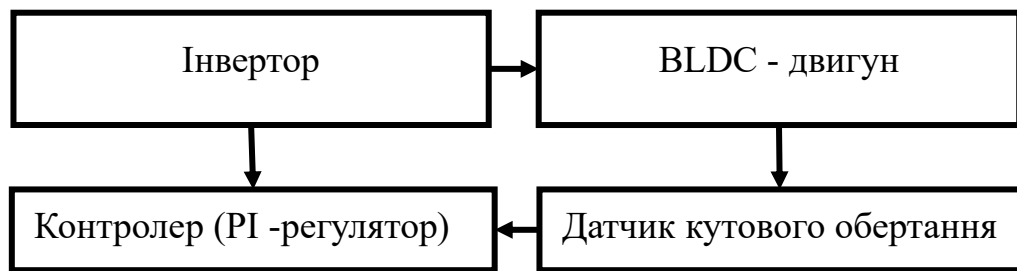 Інвертор
BLDC - двигун
Контролер (PI -регулятор)
Датчик кутового обертання